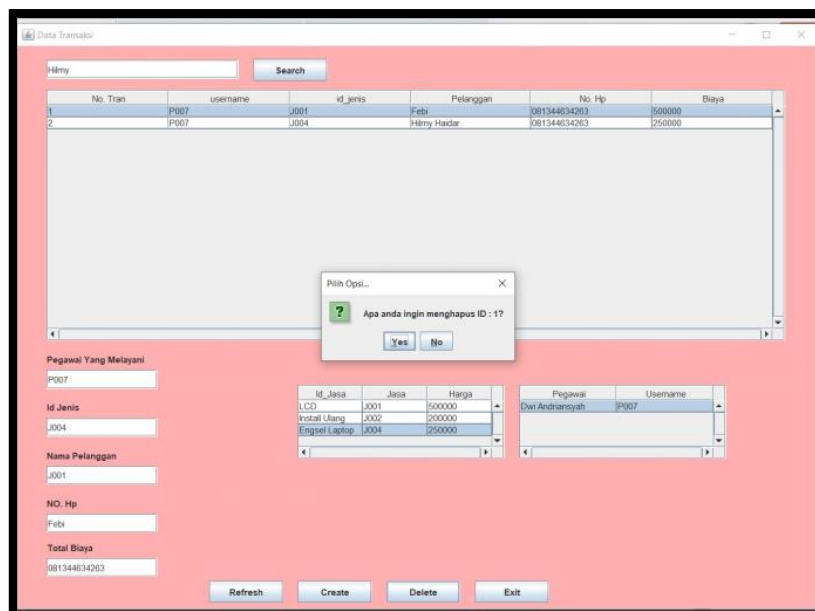 Data Transaksi
Hilmy
Search
No. Tran username id_jenis Pelanggan No. Hp Biaya
1 P007 J001 Febi 081344634263 500000
2 P007 J004 Hilmy Haidar 081344634263 250000
Pilih Opsi...
Apa anda ingin menghapus ID : 1?
Yes No
Pegawai Yang Melayani
P007
Id Jenis
J004
Nama Pelanggan
J001
NO. Hp
Febi
Total Biaya
081344634263
Id_Jasa Jasa Harga
LCD J001 500000
Install Ulang J002 200000
Engsel Laptop J004 250000
Pegawai Username
Dwi Andriansyah P007
Refresh Create Delete Exit